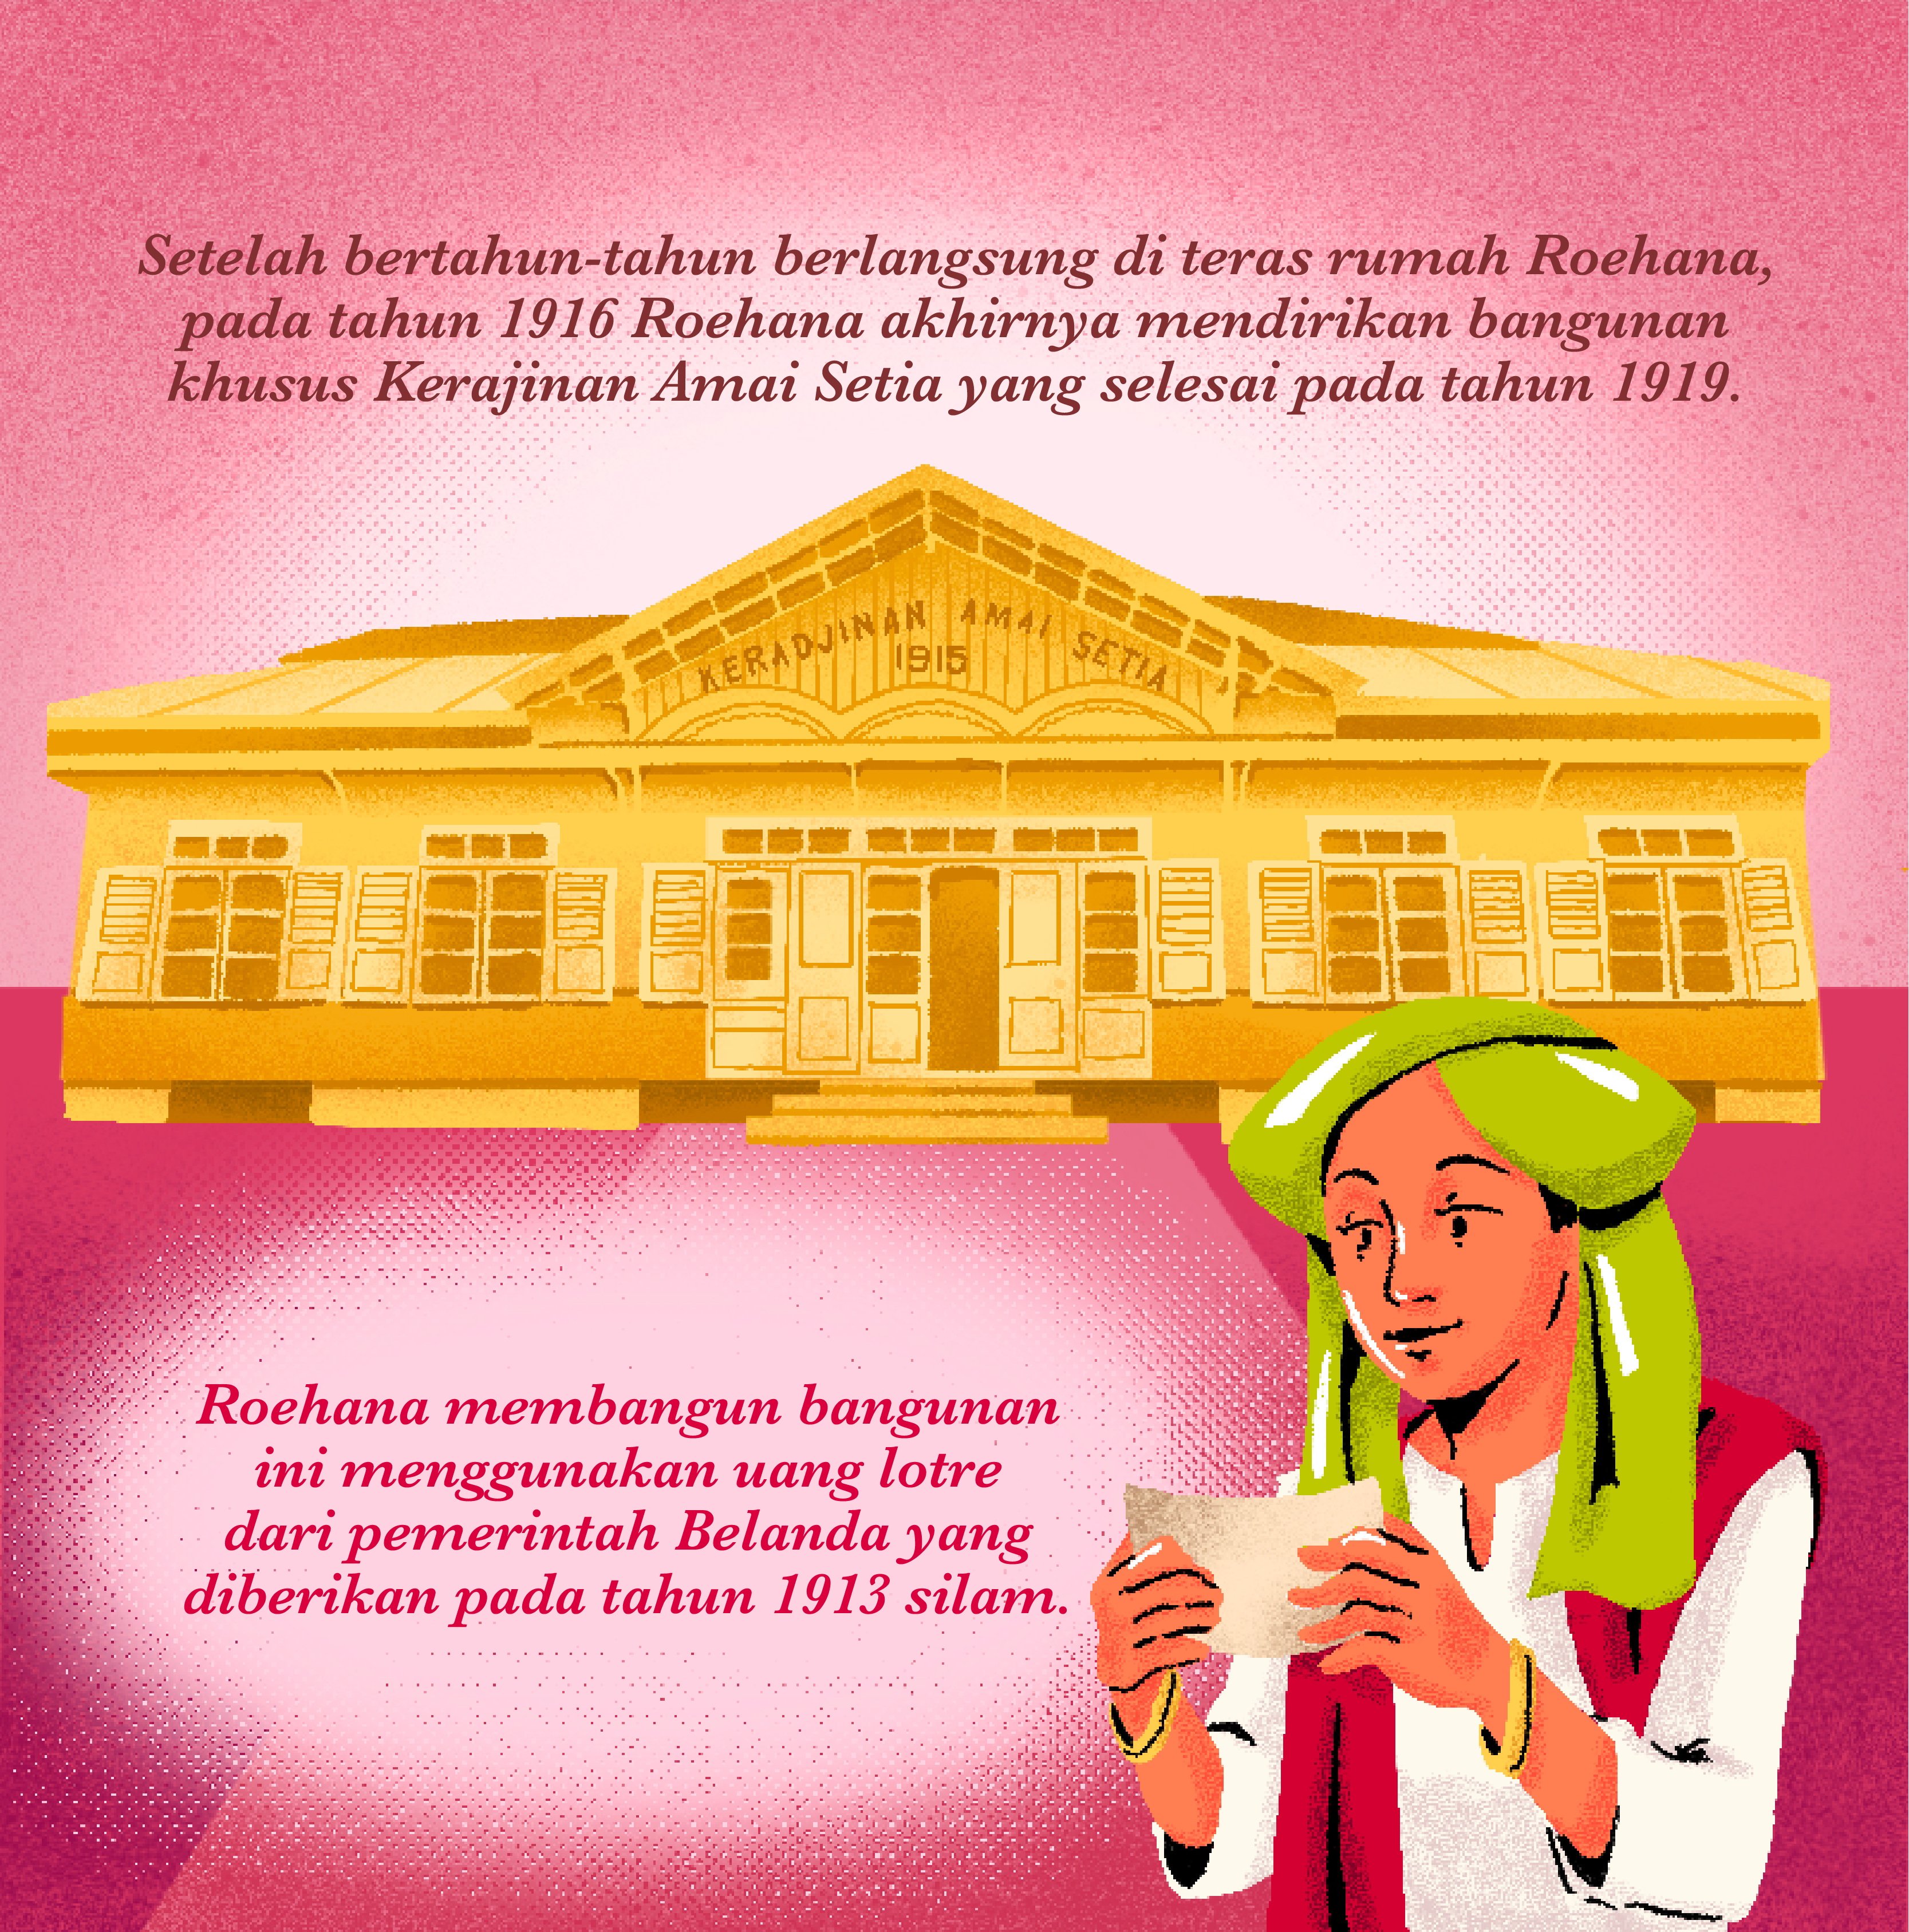 Setelah bertahun-tahun berlangsung di teras rumah Roehana,
pada tahun 1916 Roehana akhirnya mendirikan bangunan
khusus Kerajinan Amai Setia yang selesai pada tahun 1919.
KERADJINAN AMAI SETIA
1915
Roehana membangun bangunan
ini menggunakan uang lotre
dari pemerintah Belanda yang
diberikan pada tahun 1913 silam.